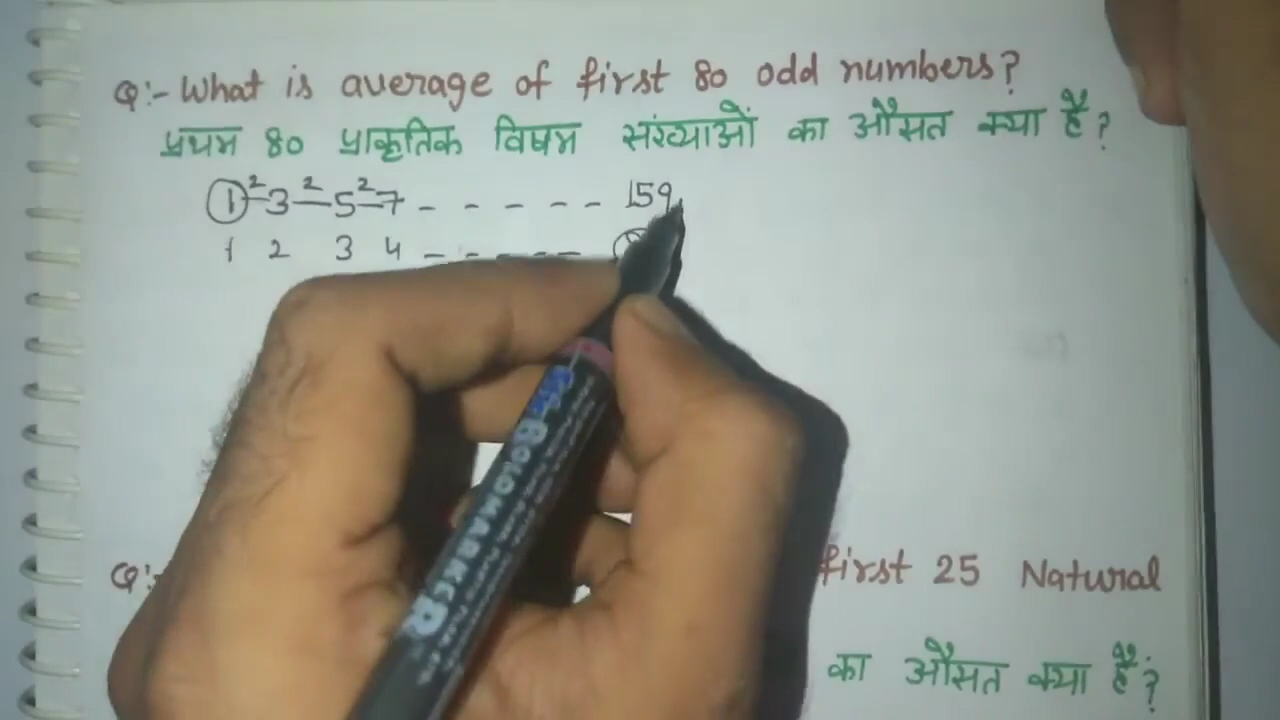 Q:- What is average of first 80 odd numbers?
प्रथम 80 प्राकृतिक विषम संख्याओं का औसत क्या है?
1 2 3 2 5 2 7 - - - - - 159
1 2 3 4 - - - - -
Q:- first 25 Natural
का औसत क्या है?
BOLDMARKER